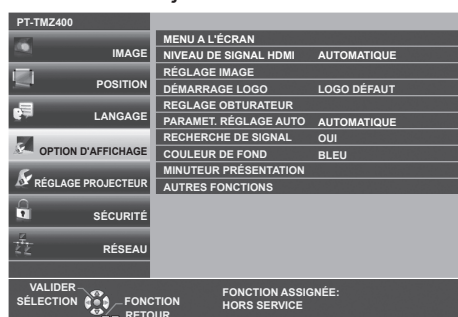 PT-TMZ400
IMAGE
POSITION
LANGAGE
OPTION D'AFFICHAGE
RÉGLAGE PROJECTEUR
SÉCURITÉ
RÉSEAU
MENU A L'ÉCRAN
NIVEAU DE SIGNAL HDMI AUTOMATIQUE
RÉGLAGE IMAGE
DÉMARRAGE LOGO LOGO DÉFAUT
REGLAGE OBTURATEUR
PARAMET. RÉGLAGE AUTO AUTOMATIQUE
RECHERCHE DE SIGNAL OUI
COULEUR DE FOND BLEU
MINUTEUR PRÉSENTATION
AUTRES FONCTIONS
VALIDER
SÉLECTION
FONCTION
RETOUR
FONCTION ASSIGNÉE:
HORS SERVICE